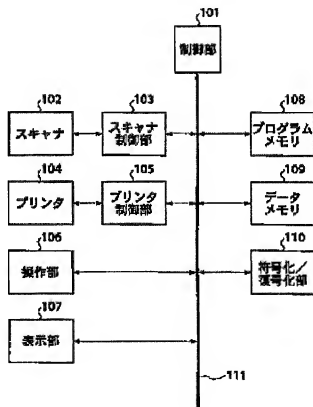 101
制御部
102
スキャナ
103
スキャナ
制御部
108
プログラム
メモリ
104
プリンタ
105
プリンタ
制御部
109
データ
メモリ
106
操作部
110
符号化／
復号化部
107
表示部
111